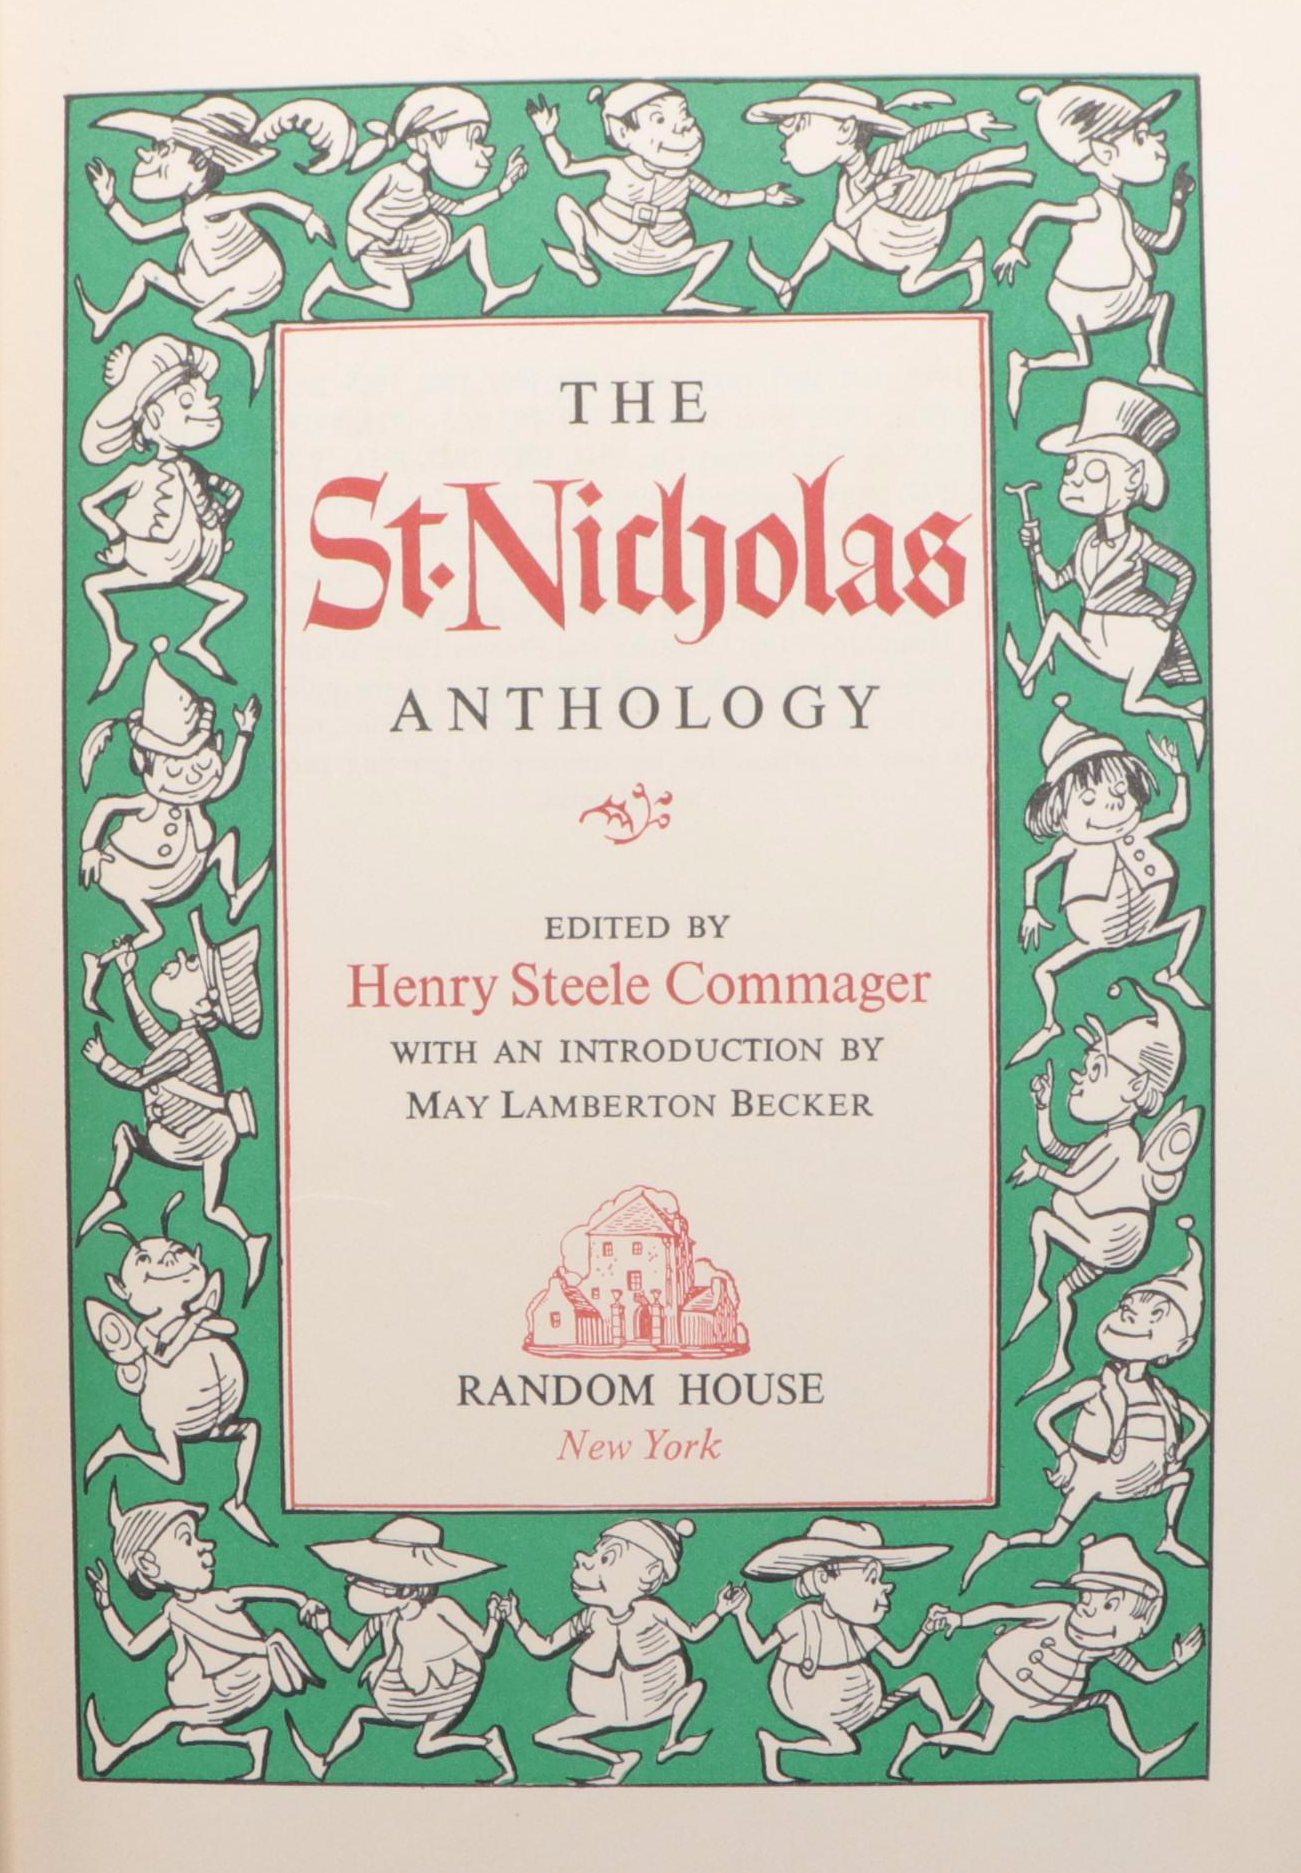 THE
St. Nicholas
ANTHOLOGY
EDITED BY
Henry Steele Commager
WITH AN INTRODUCTION BY
MAY LAMBERTON BECKER
RANDOM HOUSE
New York